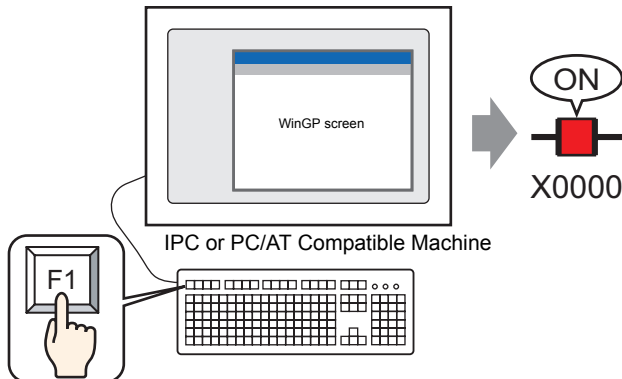 WinGP screen
ON
X0000
IPC or PC/AT Compatible Machine
F1